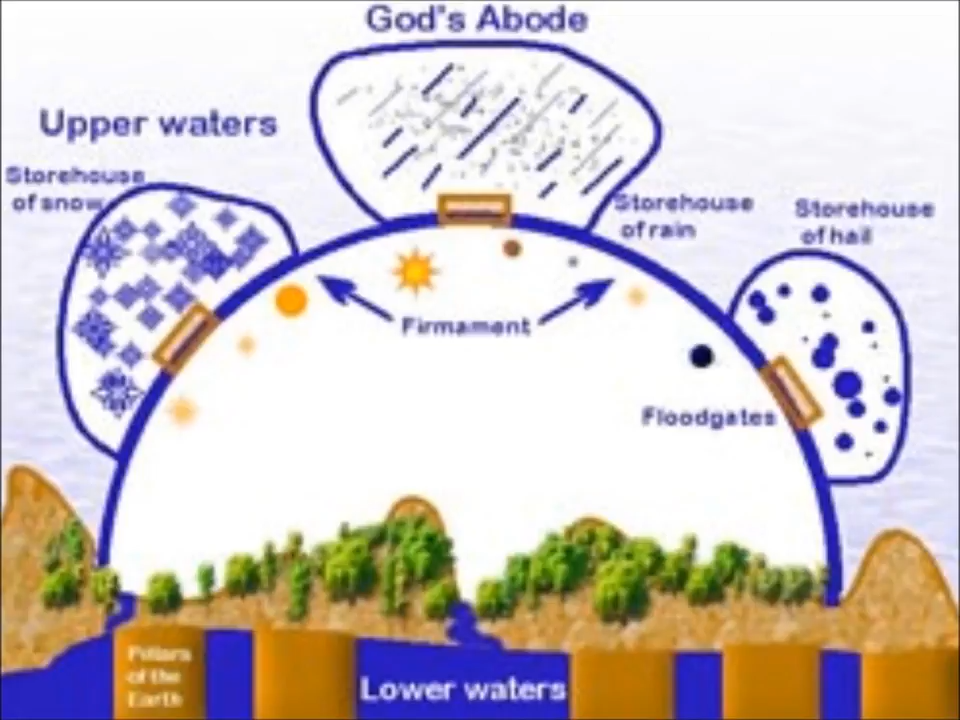 God's Abode
Upper waters
Storehouse
of snow
Storehouse
of rain
Storehouse
of hail
Firmament
Floodgates
Pillars
of the
Earth
Lower waters